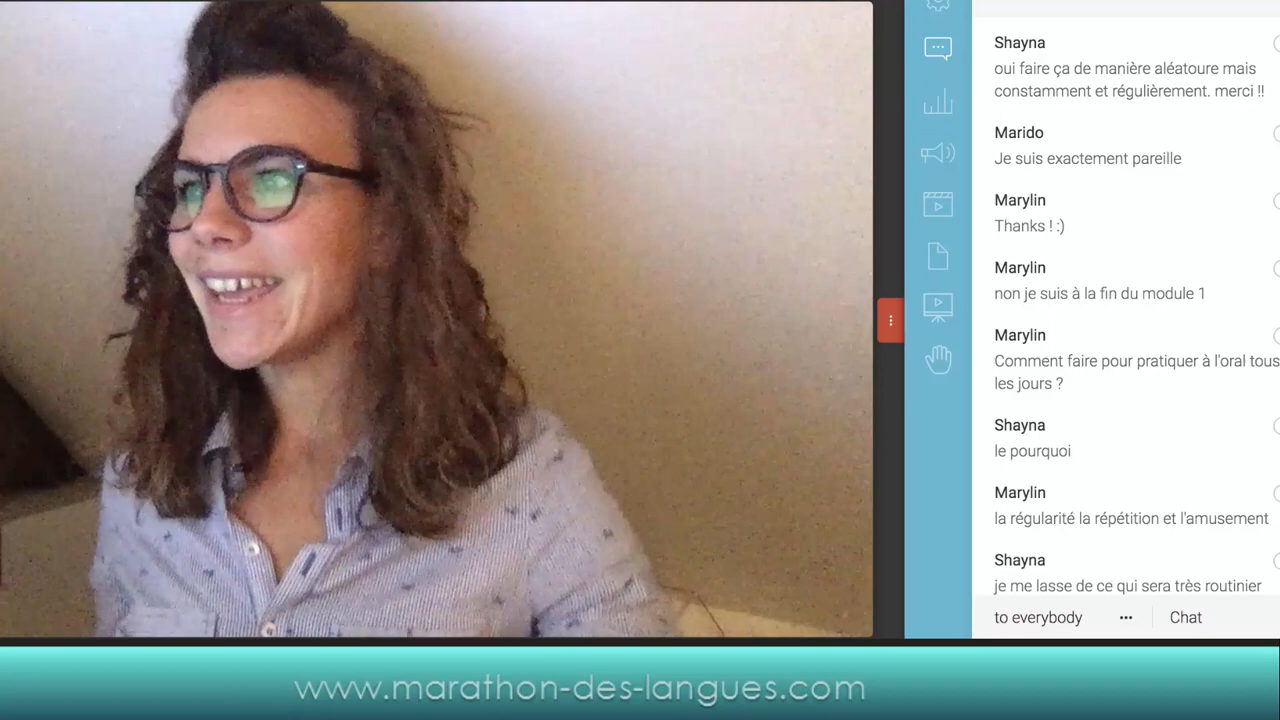 Shayna
oui faire ça de manière aléatoure mais
constamment et régulièrement. merci !!
Marido
Je suis exactement pareille
Marylin
Thanks ! :)
Marylin
non je suis à la fin du module 1
Marylin
Comment faire pour pratiquer à l'oral tous
les jours ?
Shayna
le pourquoi
Marylin
la régularité la répétition et l'amusement
Shayna
je me lasse de ce qui sera très routinier
to everybody
Chat
www.marathon-des-langues.com